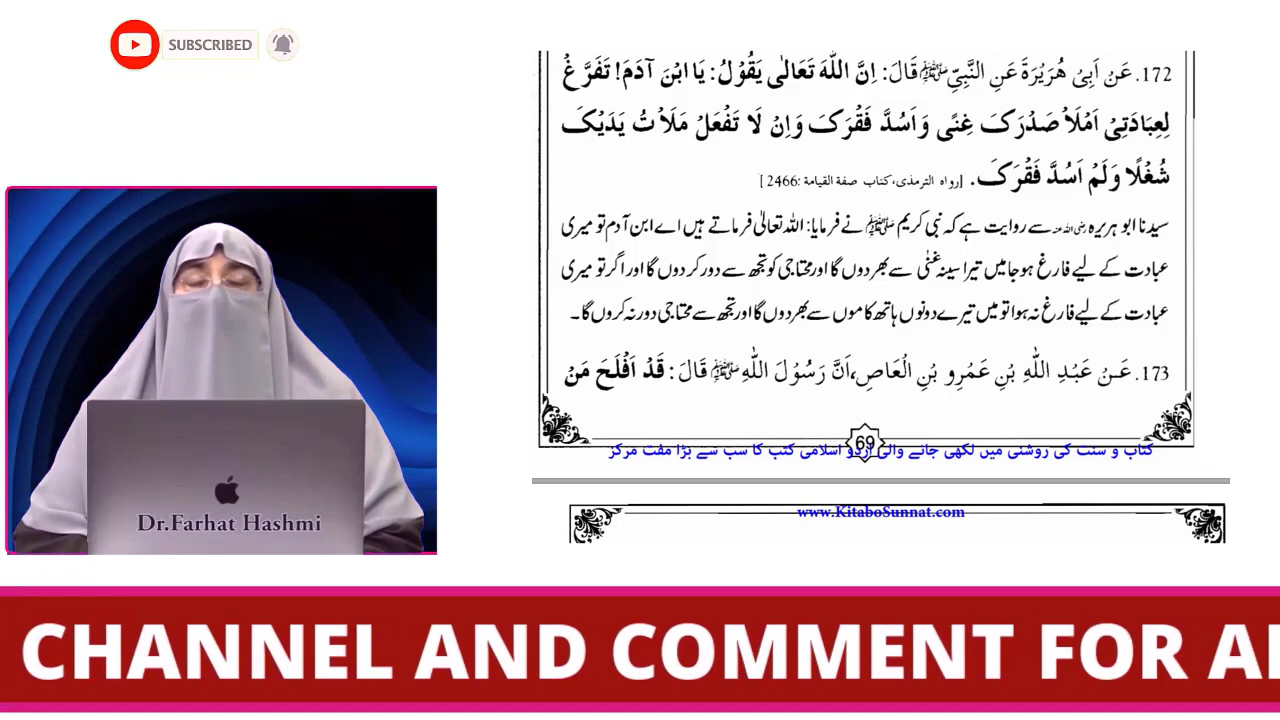 SUBSCRIBED
172. عَنْ اَبِیْ هُرَیْرَةَ عَنِ النَّبِیِّ ﷺ قَالَ: اِنَّ اللّٰهَ تَعَالٰی یَقُوْلُ: یَا ابْنَ آدَمَ! تَفَرَّغْ
لِعِبَادَتِیْ اَمْلَاْ صَدْرَکَ غِنًی وَ اَسُدَّ فَقْرَکَ وَاِنْ لَا تَفْعَلْ مَلَاْتُ یَدَیْکَ
شُغْلًا وَلَمْ اَسُدَّ فَقْرَکَ. [رواه الترمذی، کتاب صفة القیامة :2466]
سیدنا ابو ہریرہ رضی اللہ عنہ سے روایت ہے کہ نبی کریم ﷺ نے فرمایا: اللہ تعالیٰ فرماتے ہیں اے ابن آدم تو میری
عبادت کے لیے فارغ ہو جا میں تیرا سینہ غنٰی سے بھر دوں گا اور محتاجی کو تجھ سے دور کر دوں گا اور اگر تو میری
عبادت کے لیے فارغ نہ ہوا تو میں تیرے دونوں ہاتھ کاموں سے بھر دوں گا اور تجھ سے محتاجی دور نہ کروں گا۔
173. عَنْ عَبْدِ اللّٰهِ بْنِ عَمْرِو بْنِ الْعَاصِ، اَنَّ رَسُوْلَ اللّٰهِ ﷺ قَالَ: قَدْ اَفْلَحَ مَنْ
69
کتاب و سنت کی روشنی میں لکھی جانے والی اردو اسلامی کتب کا سب سے بڑا مفت مرکز
www.KitaboSunnat.com
Dr.Farhat Hashmi
CHANNEL AND COMMENT FOR